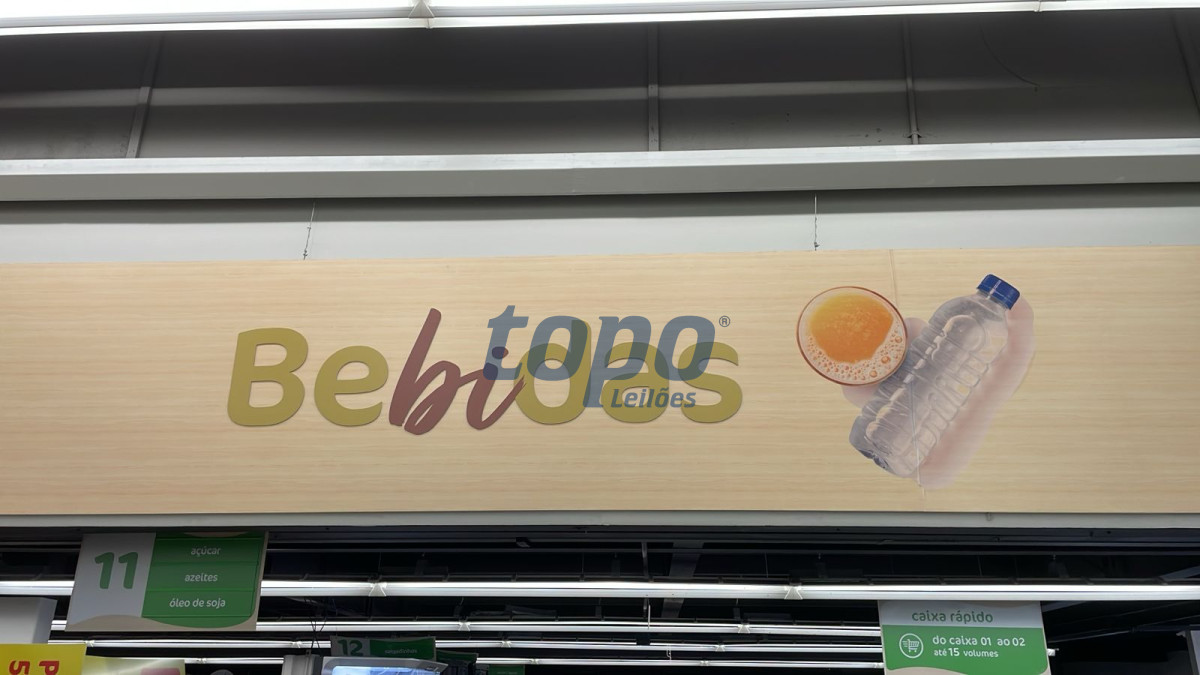 Bebidas
topo®
Leilões
11
açúcar
azeites
óleo de soja
12
caixa rápido
do caixa 01 ao 02
até 15 volumes
P
5